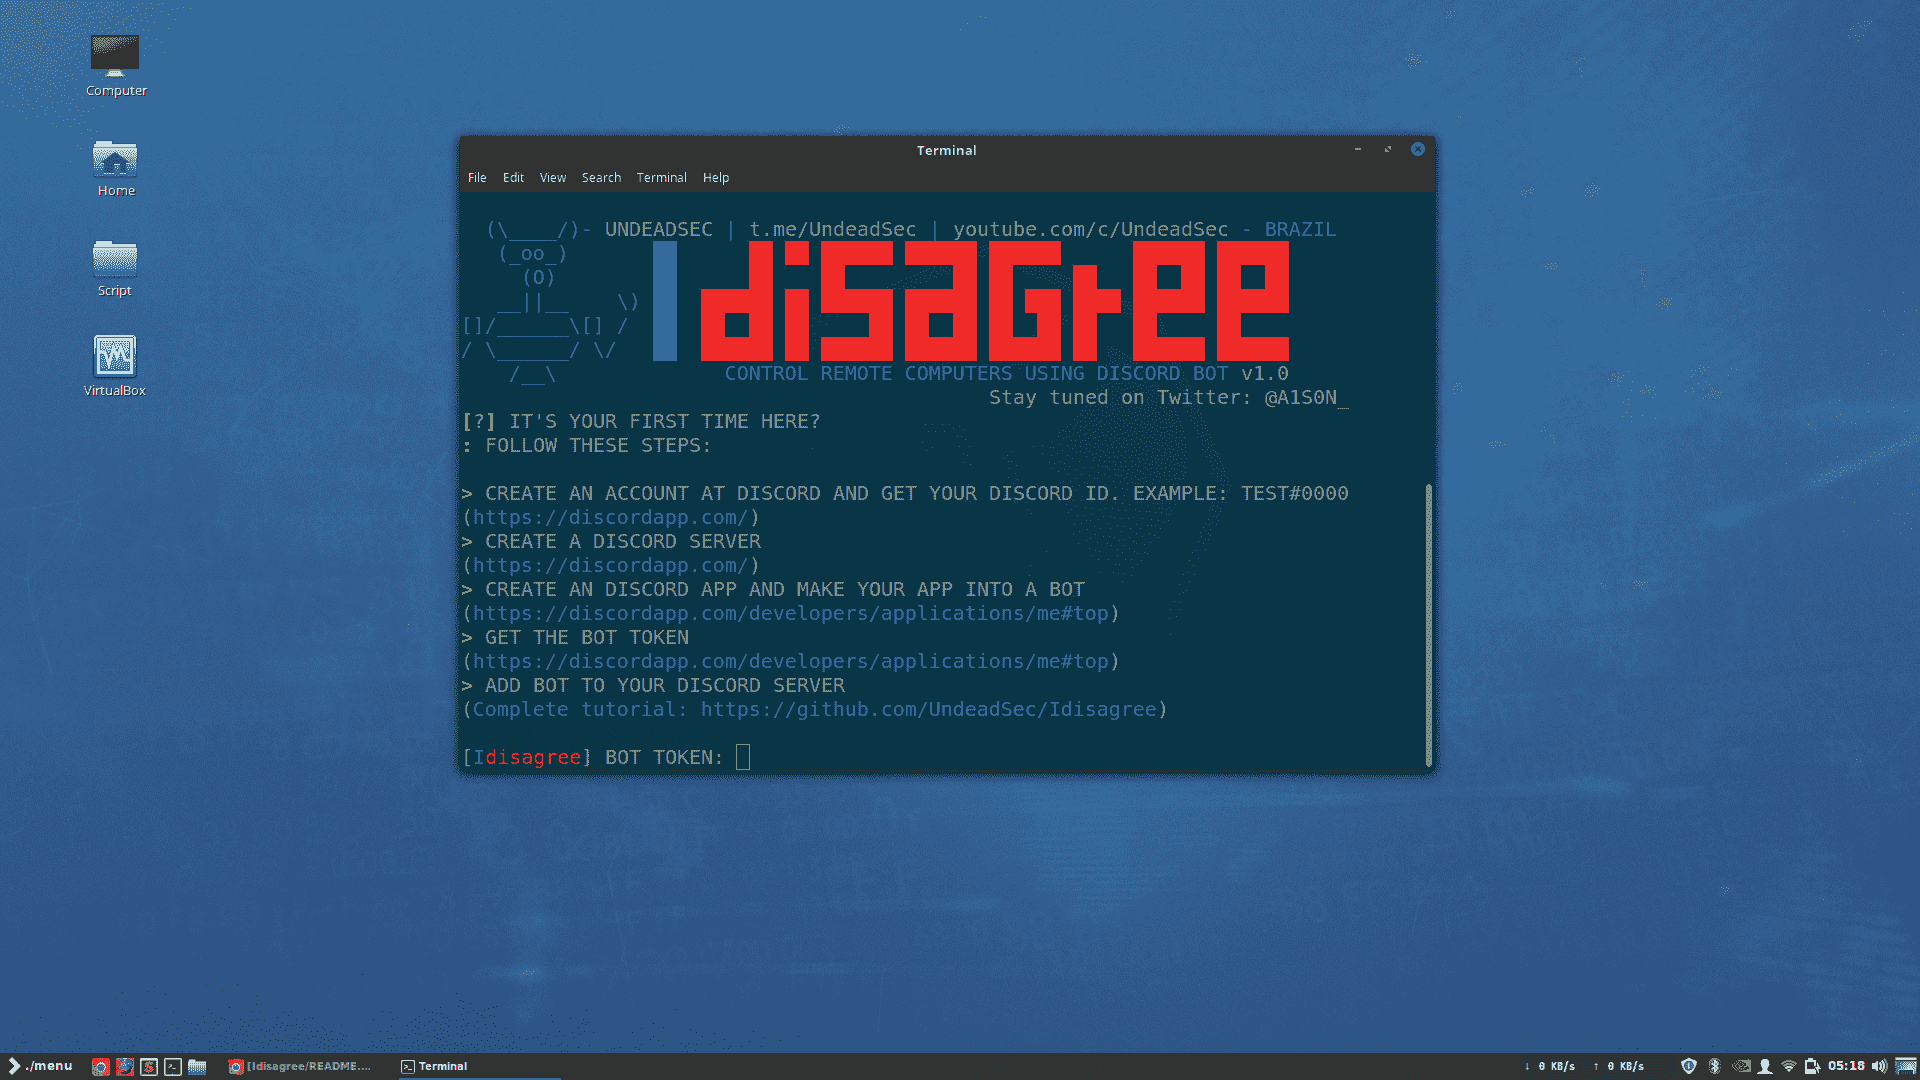 Computer
Home
Script
VirtualBox
Terminal
File Edit View Search Terminal Help
(\____/)- UNDEADSEC | t.me/UndeadSec | youtube.com/c/UndeadSec - BRAZIL
(_oo_)
(O)
__||__ \)
[]/______\[] /
/ \______/ \/
/__\
I disagree
CONTROL REMOTE COMPUTERS USING DISCORD BOT v1.0
Stay tuned on Twitter: @A1S0N_
[?] IT'S YOUR FIRST TIME HERE?
: FOLLOW THESE STEPS:
> CREATE AN ACCOUNT AT DISCORD AND GET YOUR DISCORD ID. EXAMPLE: TEST#0000
(https://discordapp.com/)
> CREATE A DISCORD SERVER
(https://discordapp.com/)
> CREATE AN DISCORD APP AND MAKE YOUR APP INTO A BOT
(https://discordapp.com/developers/applications/me#top)
> GET THE BOT TOKEN
(https://discordapp.com/developers/applications/me#top)
> ADD BOT TO YOUR DISCORD SERVER
(Complete tutorial: https://github.com/UndeadSec/Idisagree)
[Idisagree] BOT TOKEN:
./menu [Idisagree/README.... Terminal ↓ 0 KB/s ↑ 0 KB/s 05:18